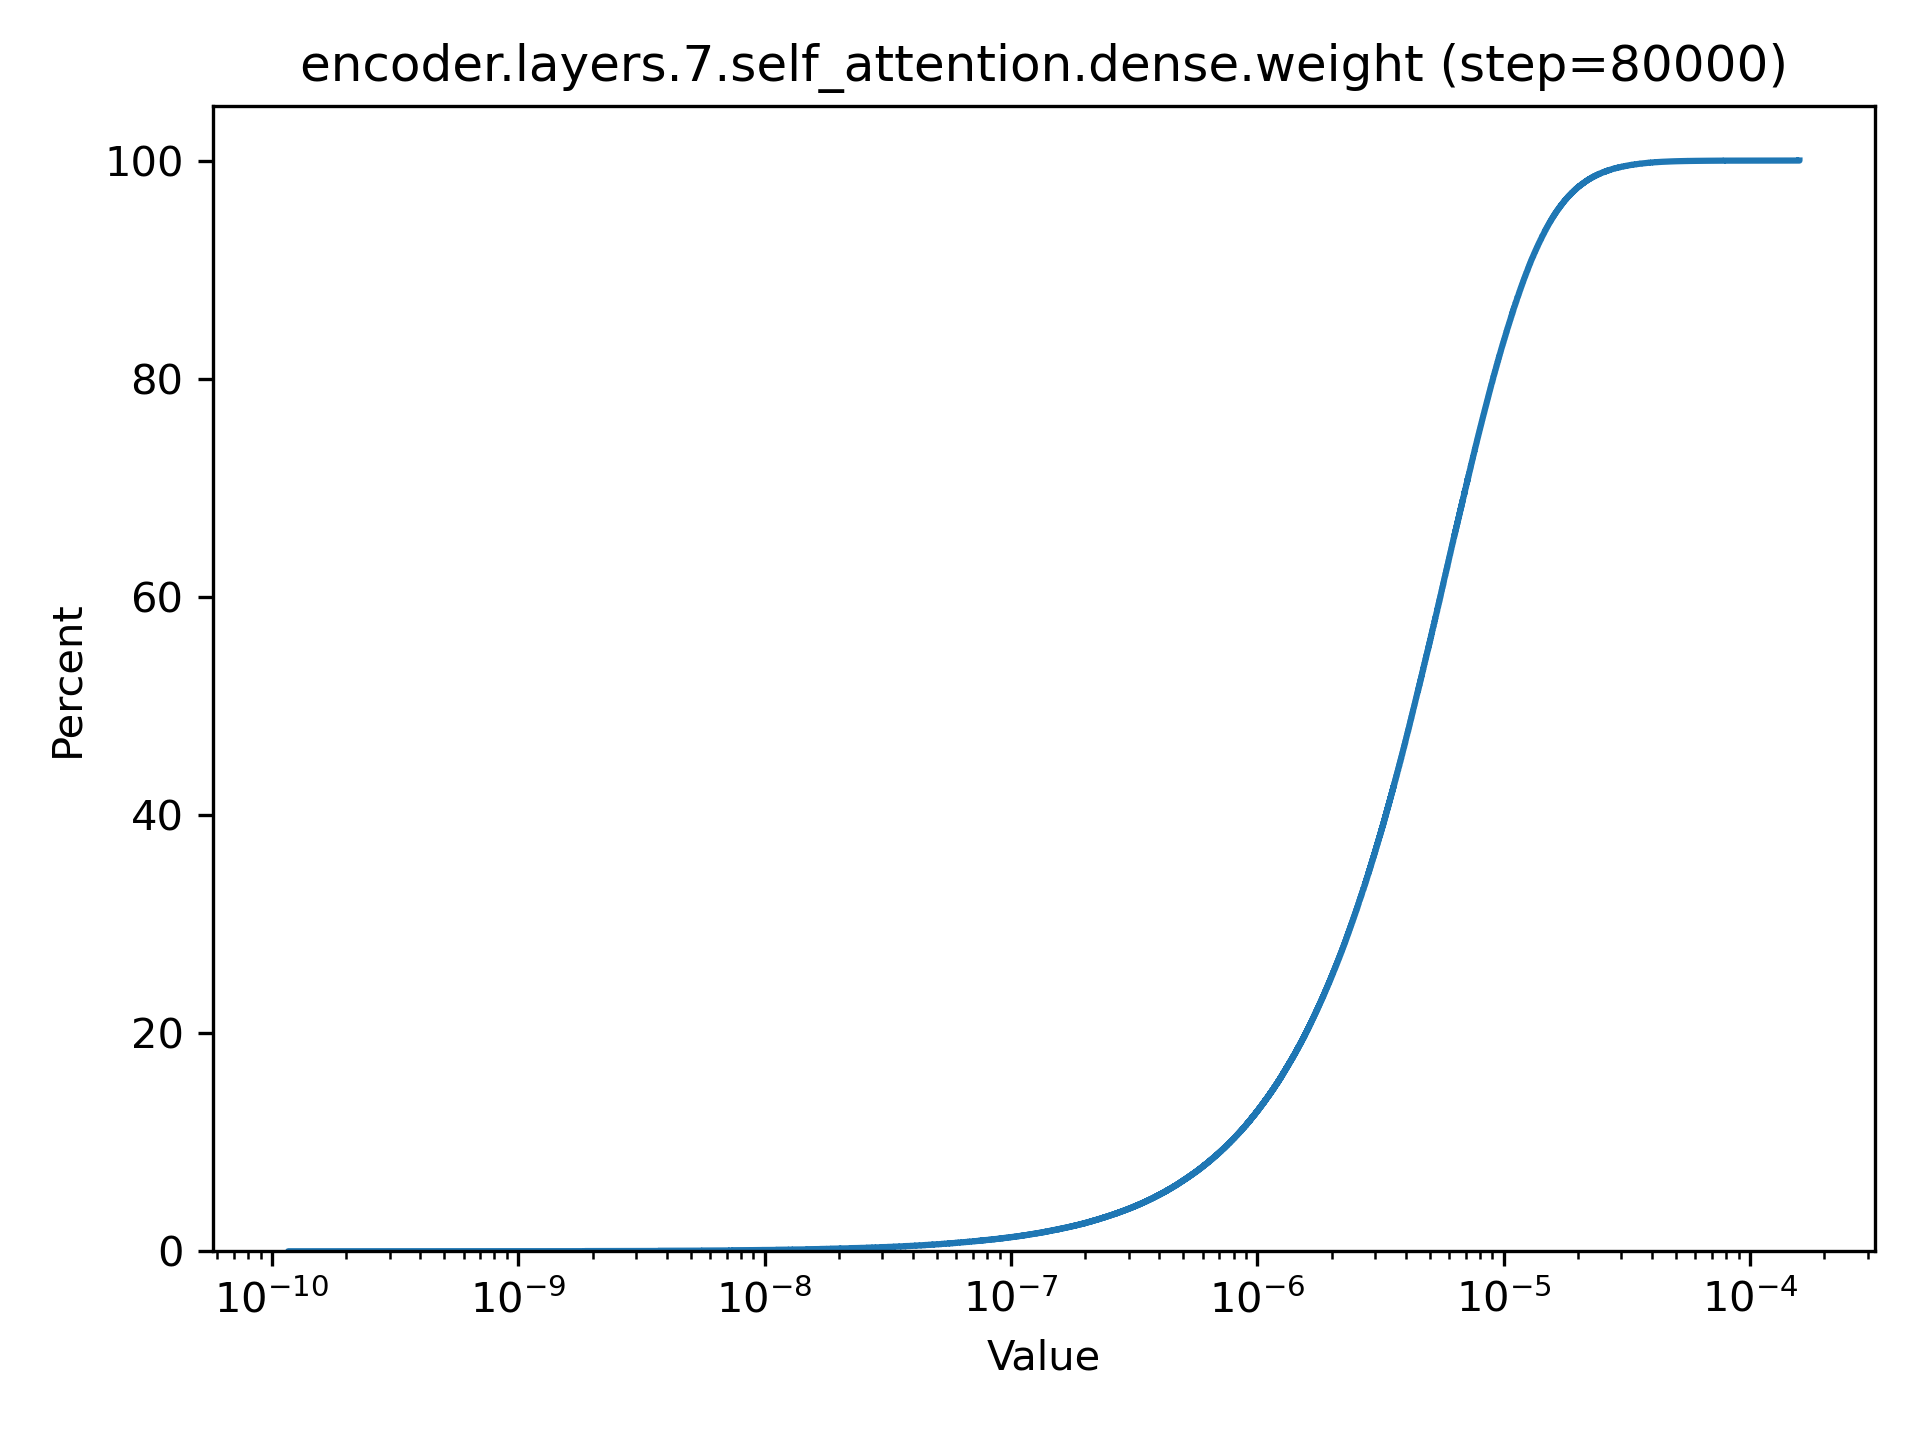 encoder.layers.7.self_attention.dense.weight (step=80000)
100
80
60
40
20
0
Percent
10⁻¹⁰ 10⁻⁹ 10⁻⁸ 10⁻⁷ 10⁻⁶ 10⁻⁵ 10⁻⁴
Value